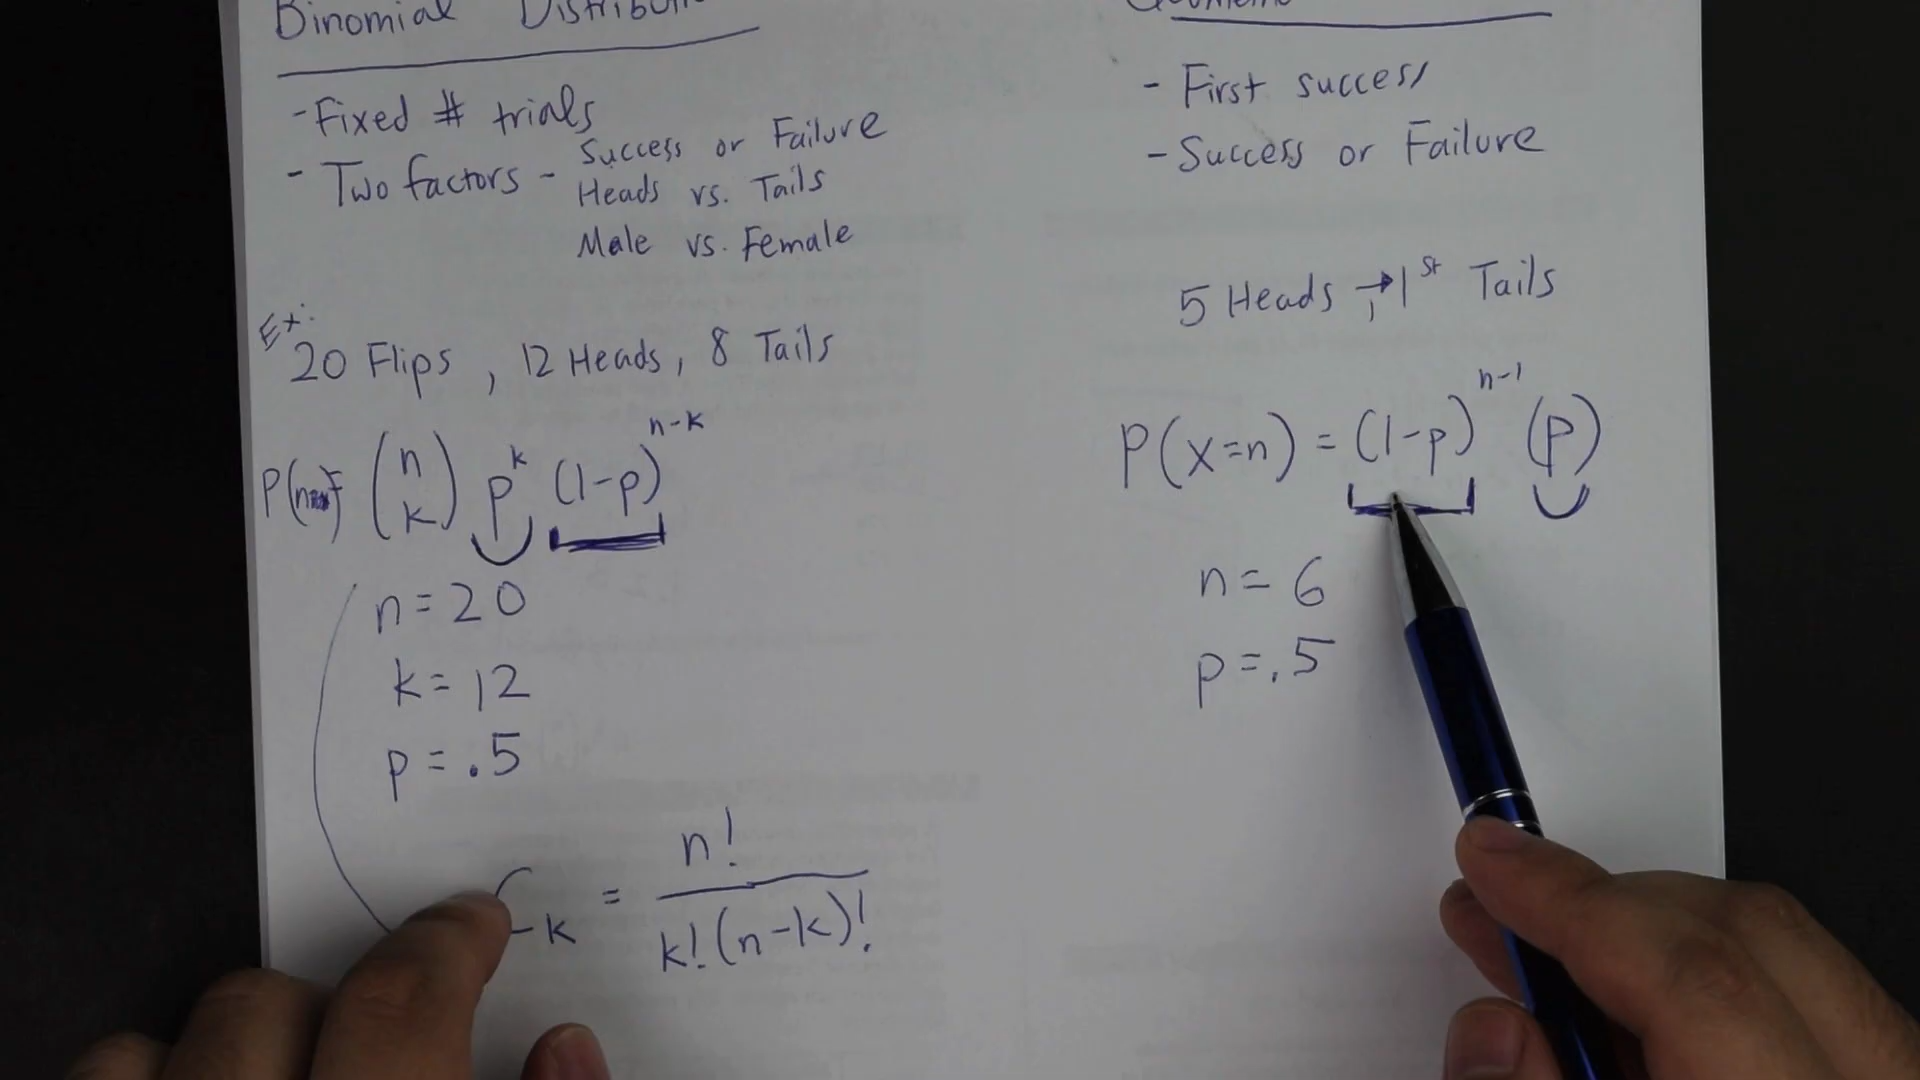 Binomial
- Fixed # trials
- Two factors - Success or Failure
Heads vs. Tails
Male vs. Female
Ex:
20 Flips, 12 Heads, 8 Tails
(n k) p^k (1-p)^n-k
n = 20
k = 12
p = .5
-k = n! / k!(n-k)!
- First success
- Success or Failure
5 Heads → 1st Tails
P(x=n) = (1-p)^n-1 (p)
n = 6
p = .5